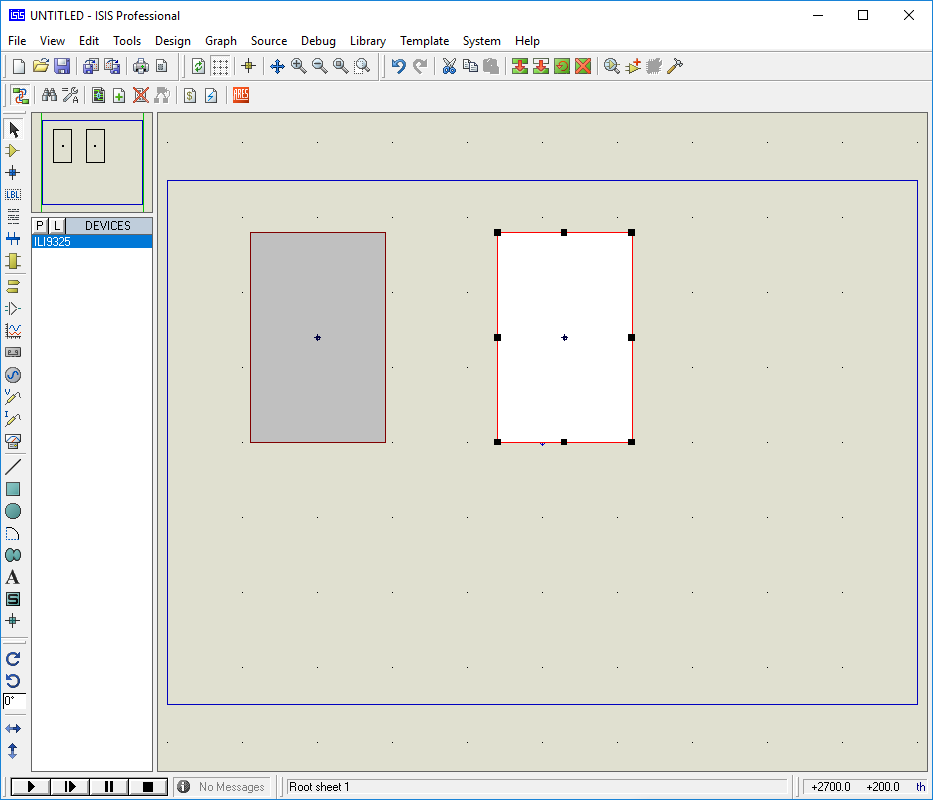 isis UNTITLED - ISIS Professional
File View Edit Tools Design Graph Source Debug Library Template System Help
A
$
ARES
LBL
P L DEVICES
ILI9325
V
I
A
S
0°
No Messages
Root sheet 1
+2700.0 +200.0 th